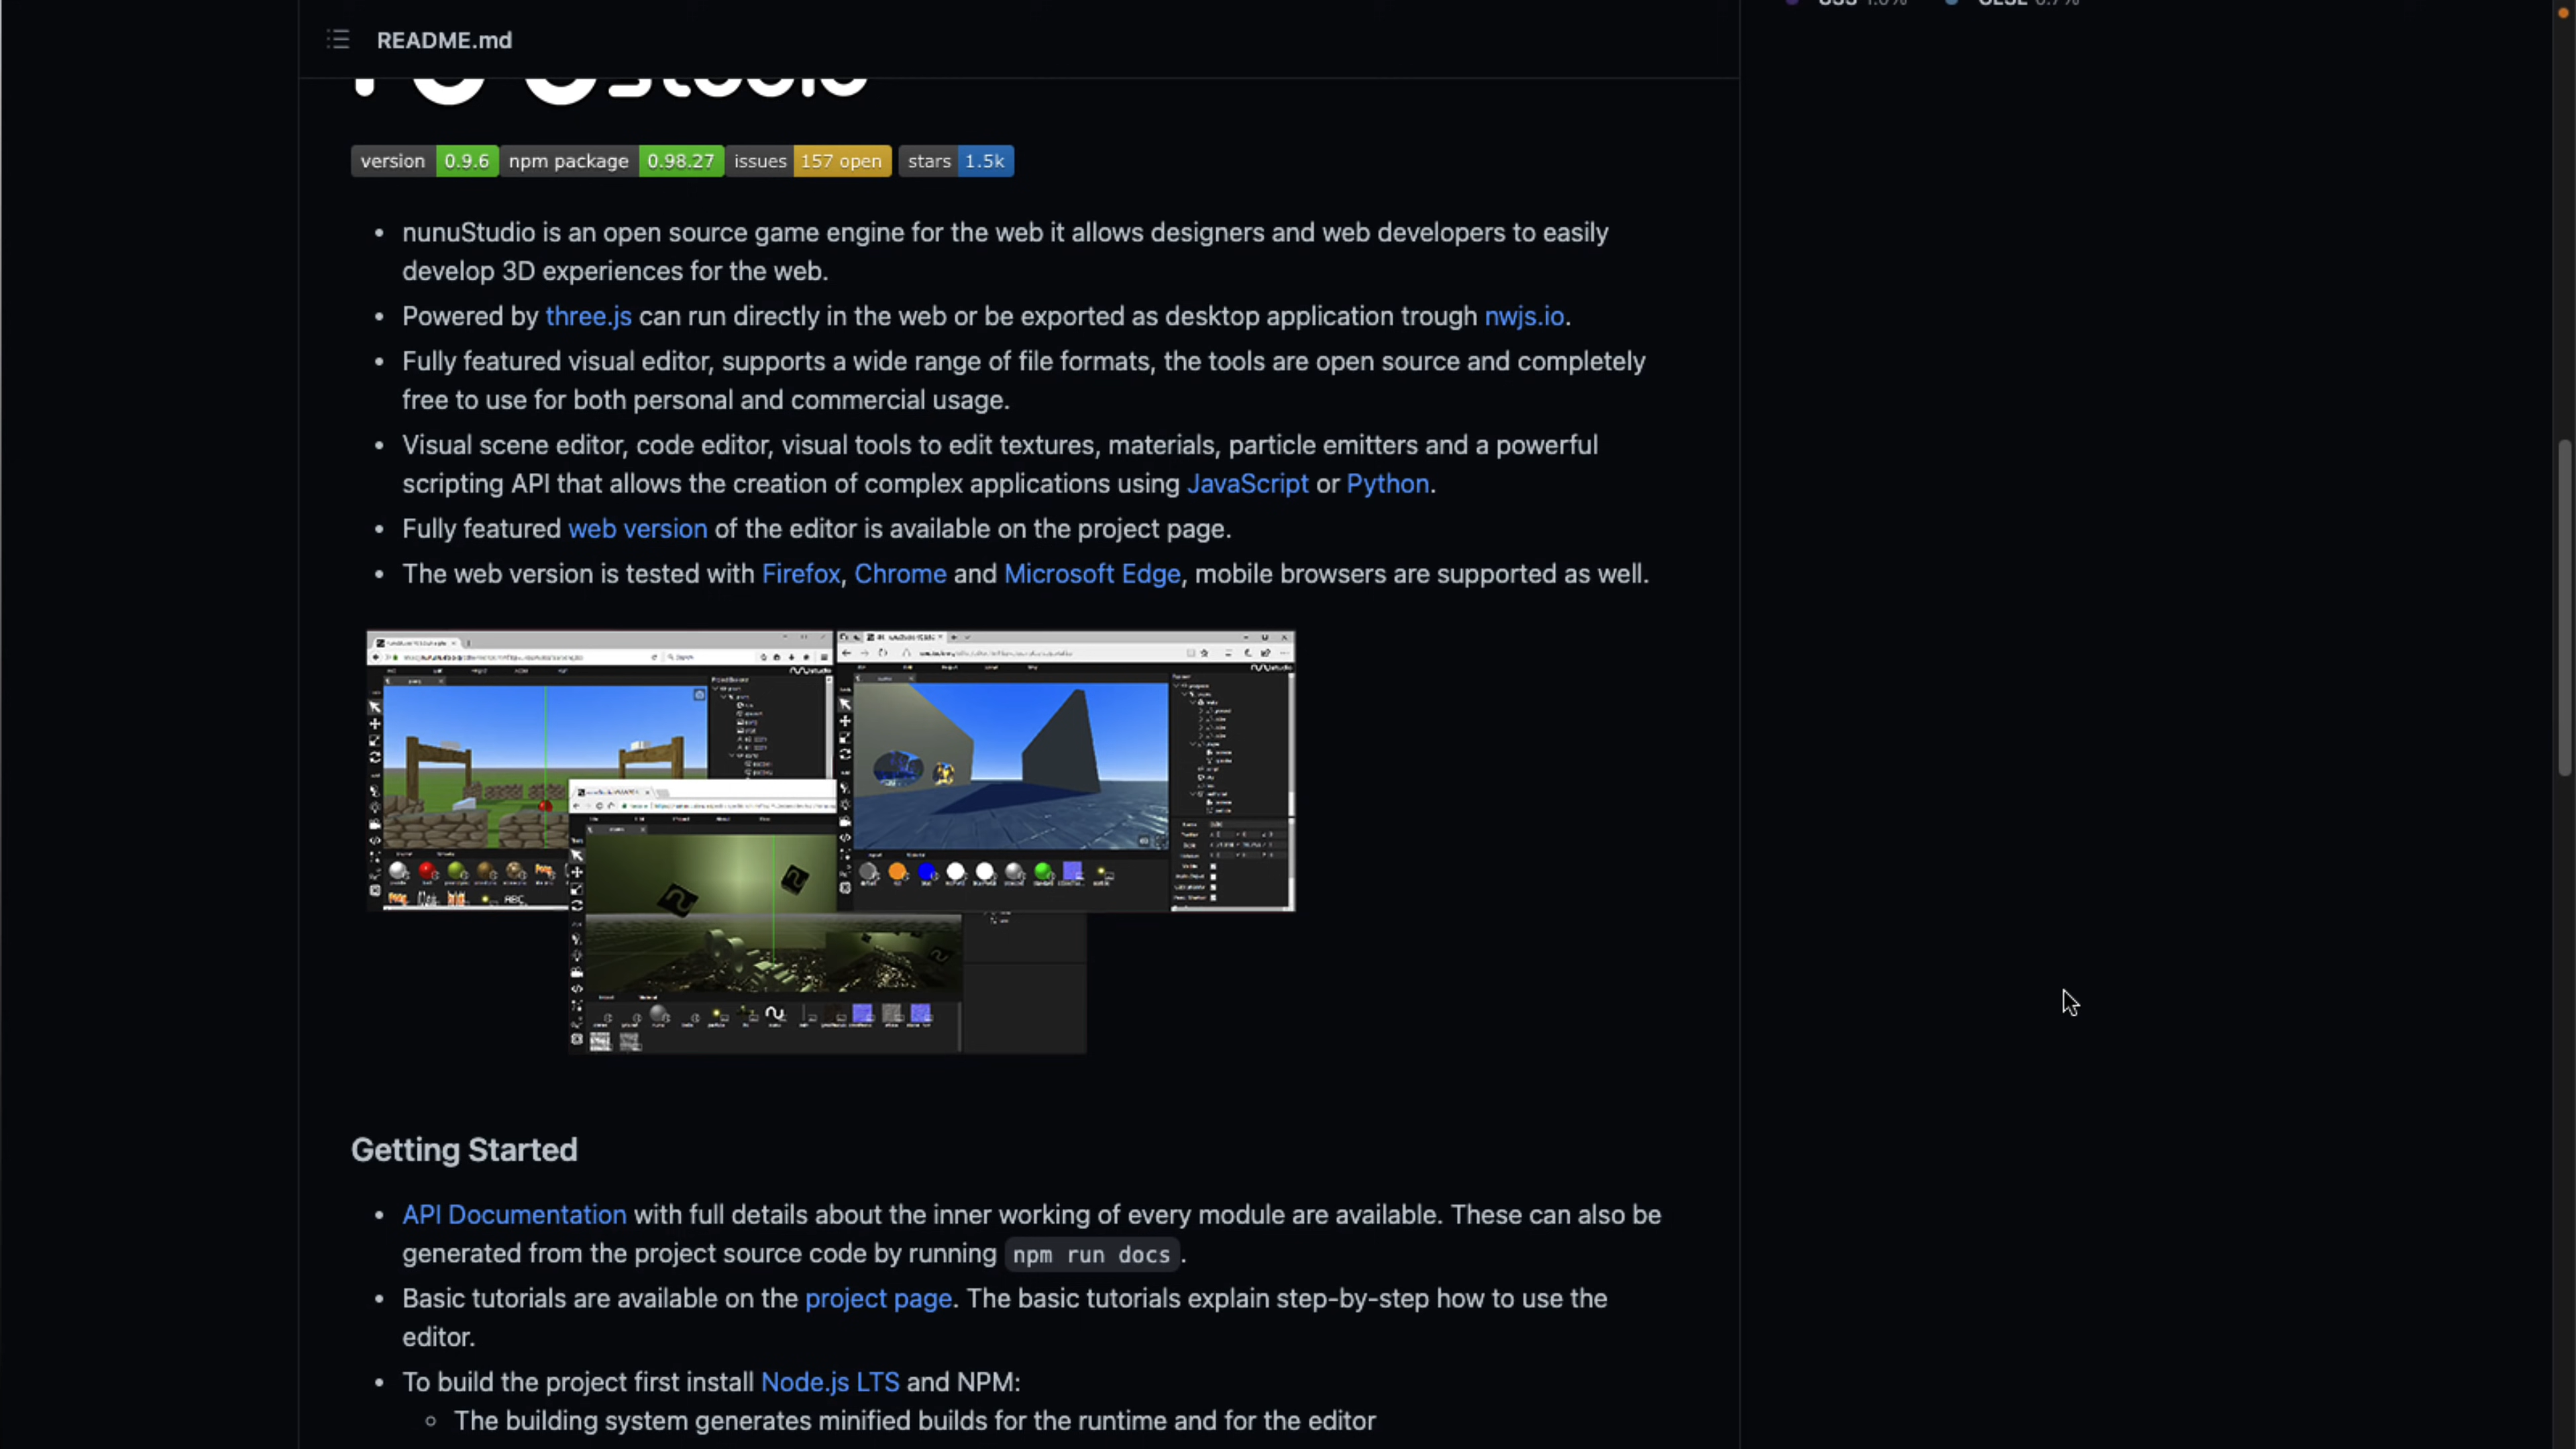 README.md
studio
version 0.9.6 npm package 0.98.27 issues 157 open stars 1.5k
• nunuStudio is an open source game engine for the web it allows designers and web developers to easily
develop 3D experiences for the web.
• Powered by three.js can run directly in the web or be exported as desktop application trough nwjs.io.
• Fully featured visual editor, supports a wide range of file formats, the tools are open source and completely
free to use for both personal and commercial usage.
• Visual scene editor, code editor, visual tools to edit textures, materials, particle emitters and a powerful
scripting API that allows the creation of complex applications using JavaScript or Python.
• Fully featured web version of the editor is available on the project page.
• The web version is tested with Firefox, Chrome and Microsoft Edge, mobile browsers are supported as well.
Getting Started
• API Documentation with full details about the inner working of every module are available. These can also be
generated from the project source code by running npm run docs.
• Basic tutorials are available on the project page. The basic tutorials explain step-by-step how to use the
editor.
• To build the project first install Node.js LTS and NPM:
○ The building system generates minified builds for the runtime and for the editor